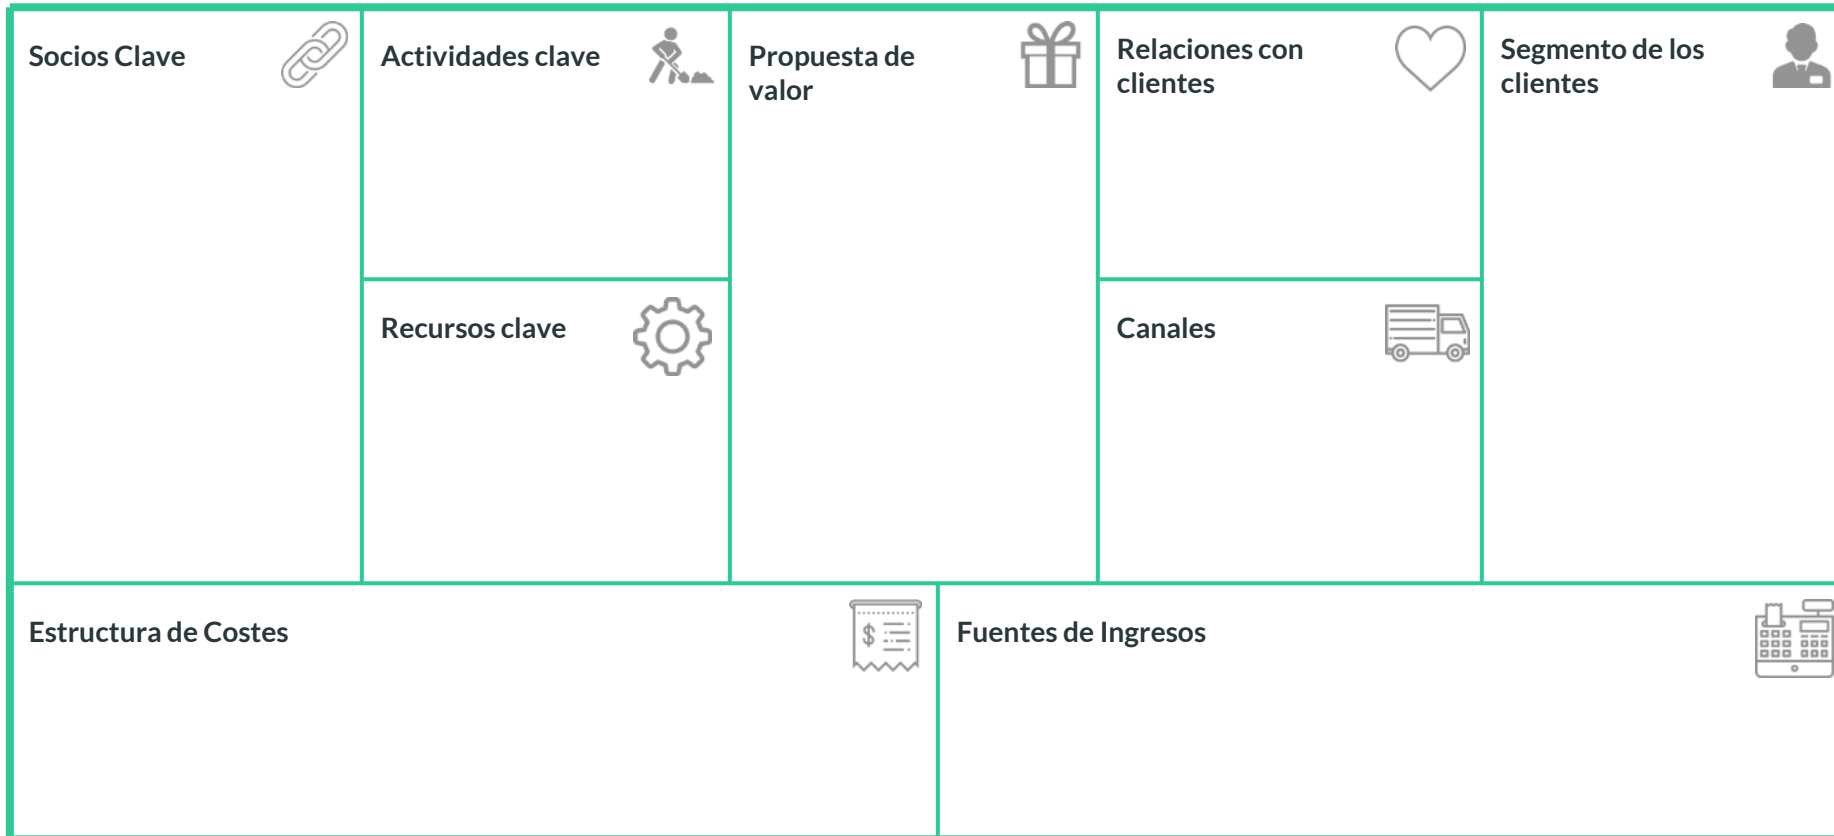 Socios Clave
Actividades clave
Propuesta de
valor
Relaciones con
clientes
Segmento de los
clientes
Recursos clave
Canales
Estructura de Costes
$
Fuentes de Ingresos